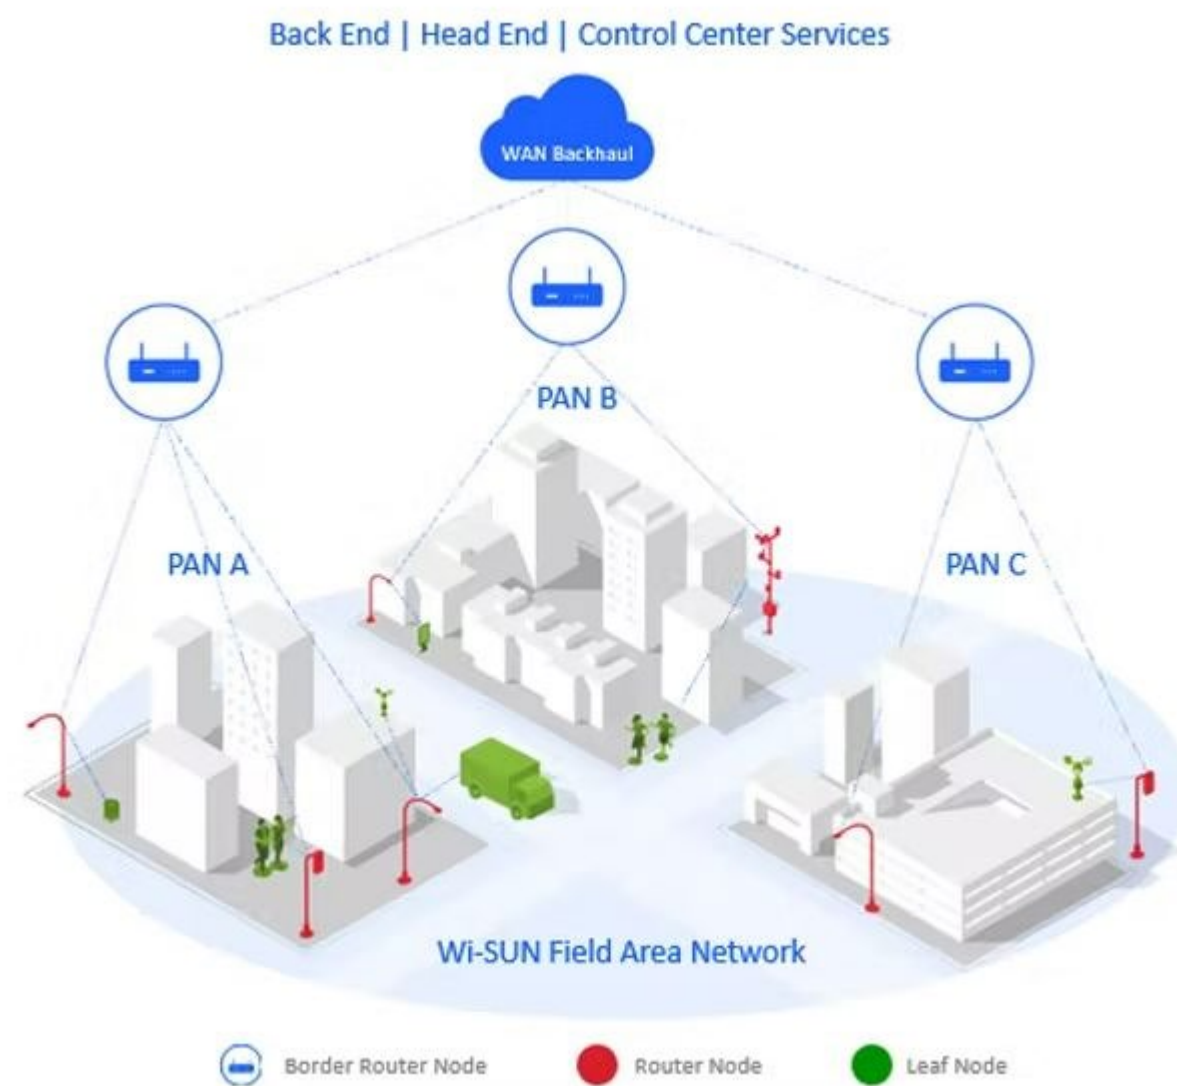 Back End | Head End | Control Center Services
WAN Backhaul
PAN B
PAN A
PAN C
Wi-SUN Field Area Network
Border Router Node
Router Node
Leaf Node